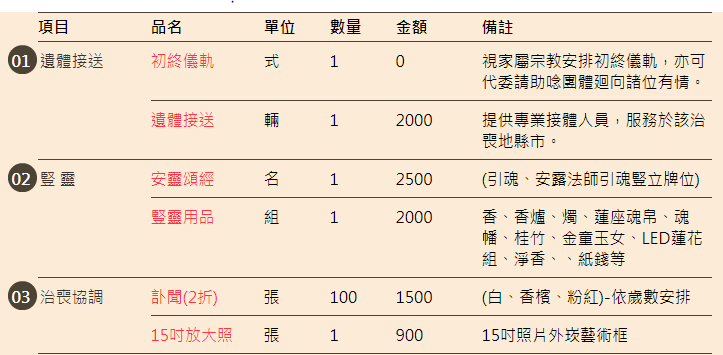 項目 品名 單位 數量 金額 備註
01 遺體接送 初終儀軌 式 1 0 視家屬宗教安排初終儀軌，亦可
代委請助唸團體廻向諸位有情。
遺體接送 輛 1 2000 提供專業接體人員，服務於該治
喪地縣市。
02 豎 靈 安靈頌經 名 1 2500 (引魂、安靈法師引魂豎立牌位)
豎靈用品 組 1 2000 香、香爐、燭、蓮座魂帛、魂
幡、桂竹、金童玉女、LED蓮花
組、淨香、、紙錢等
03 治喪協調 訃聞(2折) 張 100 1500 (白、香檳、粉紅)-依歲數安排
15吋放大照 張 1 900 15吋照片外崁藝術框